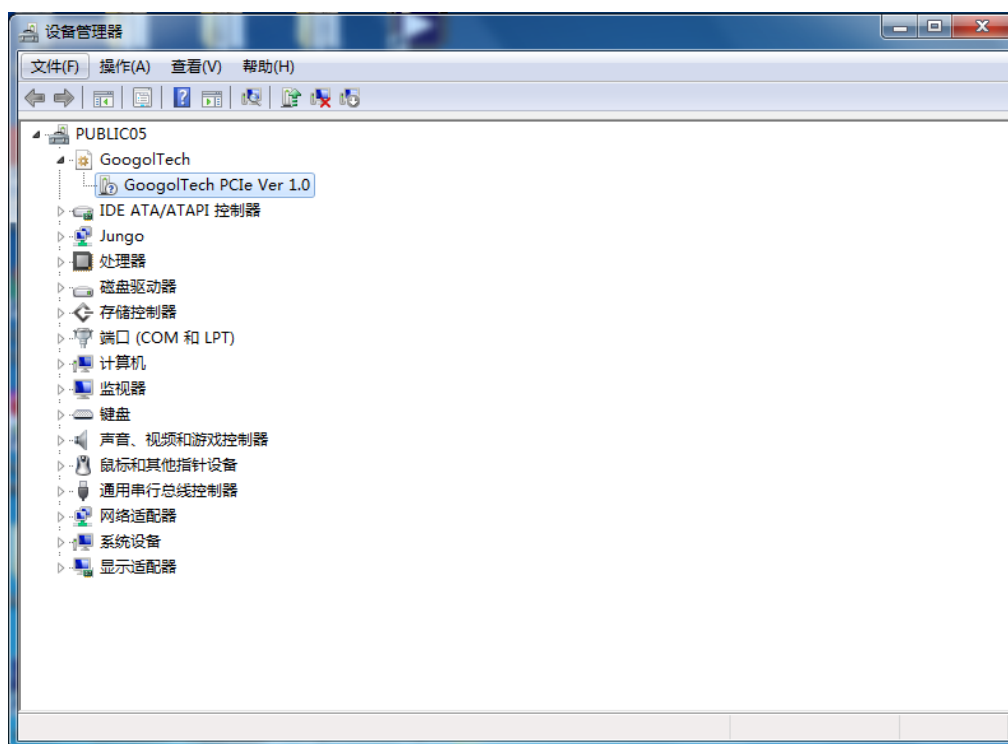 设备管理器
文件(F) 操作(A) 查看(V) 帮助(H)
PUBLIC05
GoogolTech
GoogolTech PCIe Ver 1.0
IDE ATA/ATAPI 控制器
Jungo
处理器
磁盘驱动器
存储控制器
端口 (COM 和 LPT)
计算机
监视器
键盘
声音、视频和游戏控制器
鼠标和其他指针设备
通用串行总线控制器
网络适配器
系统设备
显示适配器